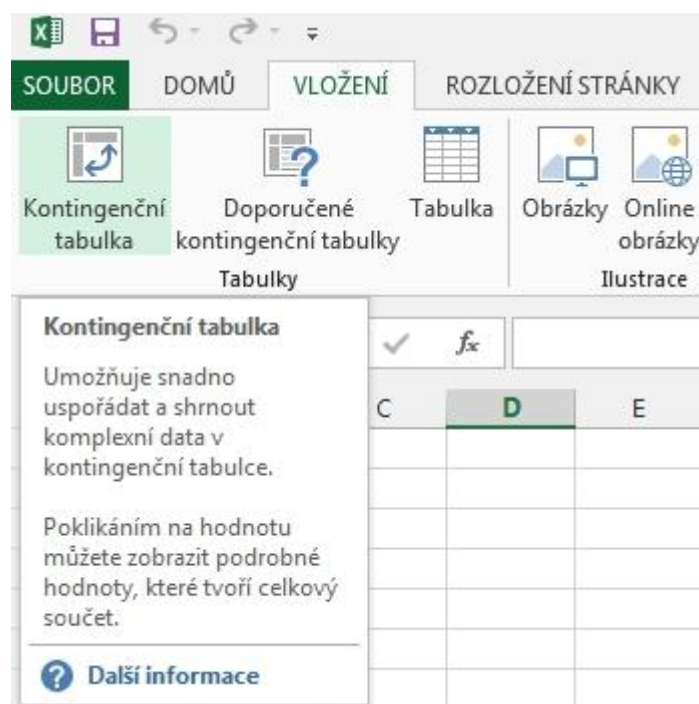 SOUBOR DOMŮ VLOŽENÍ ROZLOŽENÍ STRÁNKY
Kontingenční tabulka
Doporučené kontingenční tabulky
Tabulka
Obrázky
Online obrázky
Tabulky
Ilustrace
Kontingenční tabulka
Umožňuje snadno
uspořádat a shrnout
komplexní data v
kontingenční tabulce.
Poklikáním na hodnotu
můžete zobrazit podrobné
hodnoty, které tvoří celkový
součet.
Další informace
fx
C D E